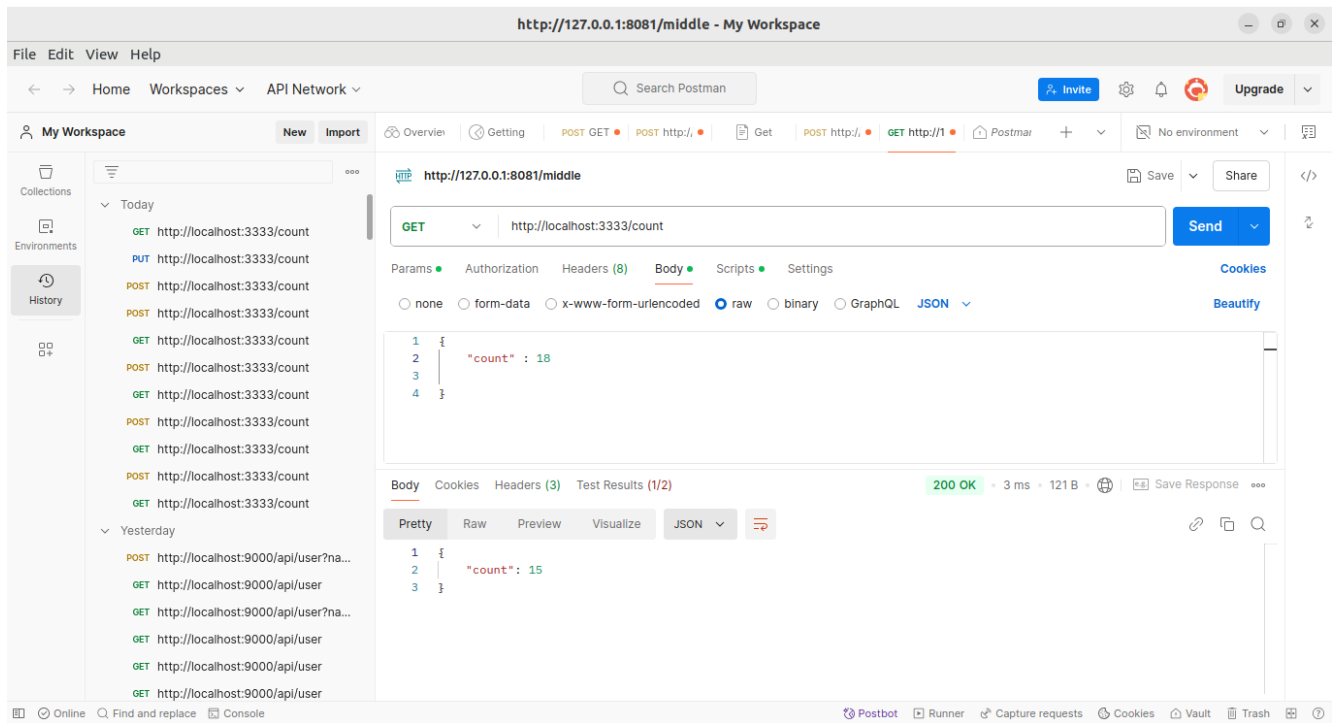 http://127.0.0.1:8081/middle - My Workspace
File Edit View Help
Home Workspaces API Network Search Postman Invite Upgrade
My Workspace New Import Overvie Getting POST GET POST http:/, Get POST http:/, GET http://1 Postmar No environment
Collections
Environments
History
Today
GET http://localhost:3333/count
PUT http://localhost:3333/count
POST http://localhost:3333/count
POST http://localhost:3333/count
GET http://localhost:3333/count
POST http://localhost:3333/count
GET http://localhost:3333/count
POST http://localhost:3333/count
GET http://localhost:3333/count
POST http://localhost:3333/count
GET http://localhost:3333/count
Yesterday
POST http://localhost:9000/api/user?na...
GET http://localhost:9000/api/user
GET http://localhost:9000/api/user?na...
GET http://localhost:9000/api/user
GET http://localhost:9000/api/user
GET http://localhost:9000/api/user
HTTP http://127.0.0.1:8081/middle Save Share
GET http://localhost:3333/count Send
Params Authorization Headers (8) Body Scripts Settings Cookies
none form-data x-www-form-urlencoded raw binary GraphQL JSON Beautify
1 {
2 "count" : 18
3
4 }
Body Cookies Headers (3) Test Results (1/2) 200 OK 3 ms 121 B e.g. Save Response
Pretty Raw Preview Visualize JSON
1 {
2 "count": 15
3 }
Online Find and replace Console Postbot Runner Capture requests Cookies Vault Trash